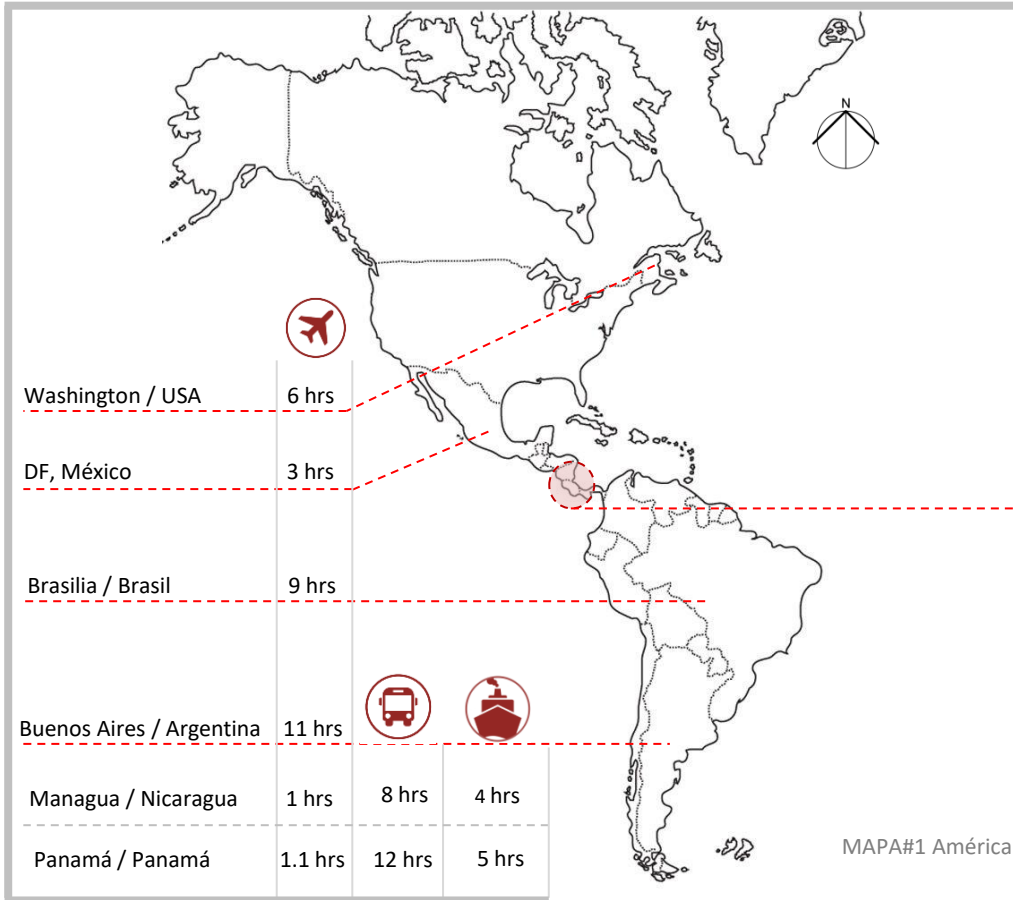 N
Washington / USA 6 hrs
DF, México 3 hrs
Brasilia / Brasil 9 hrs
Buenos Aires / Argentina 11 hrs
Managua / Nicaragua 1 hrs 8 hrs 4 hrs
Panamá / Panamá 1.1 hrs 12 hrs 5 hrs
MAPA#1 América